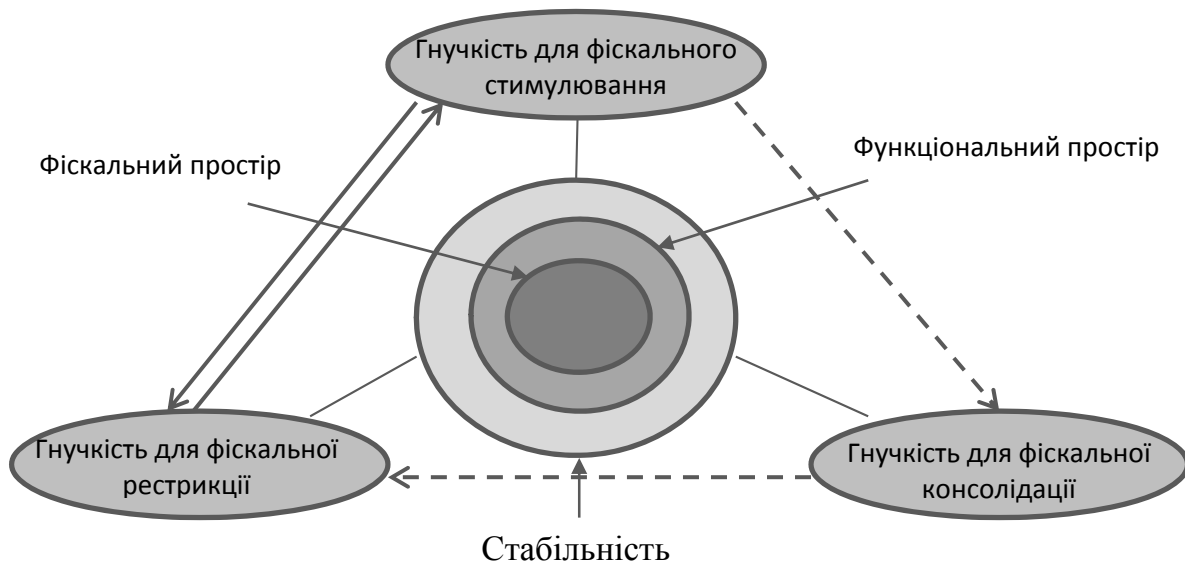 Гнучкість для фіскального
стимулювання
Фіскальний простір
Функціональний простір
Гнучкість для фіскальної
рестрикції
Гнучкість для фіскальної
консолідації
Стабільність